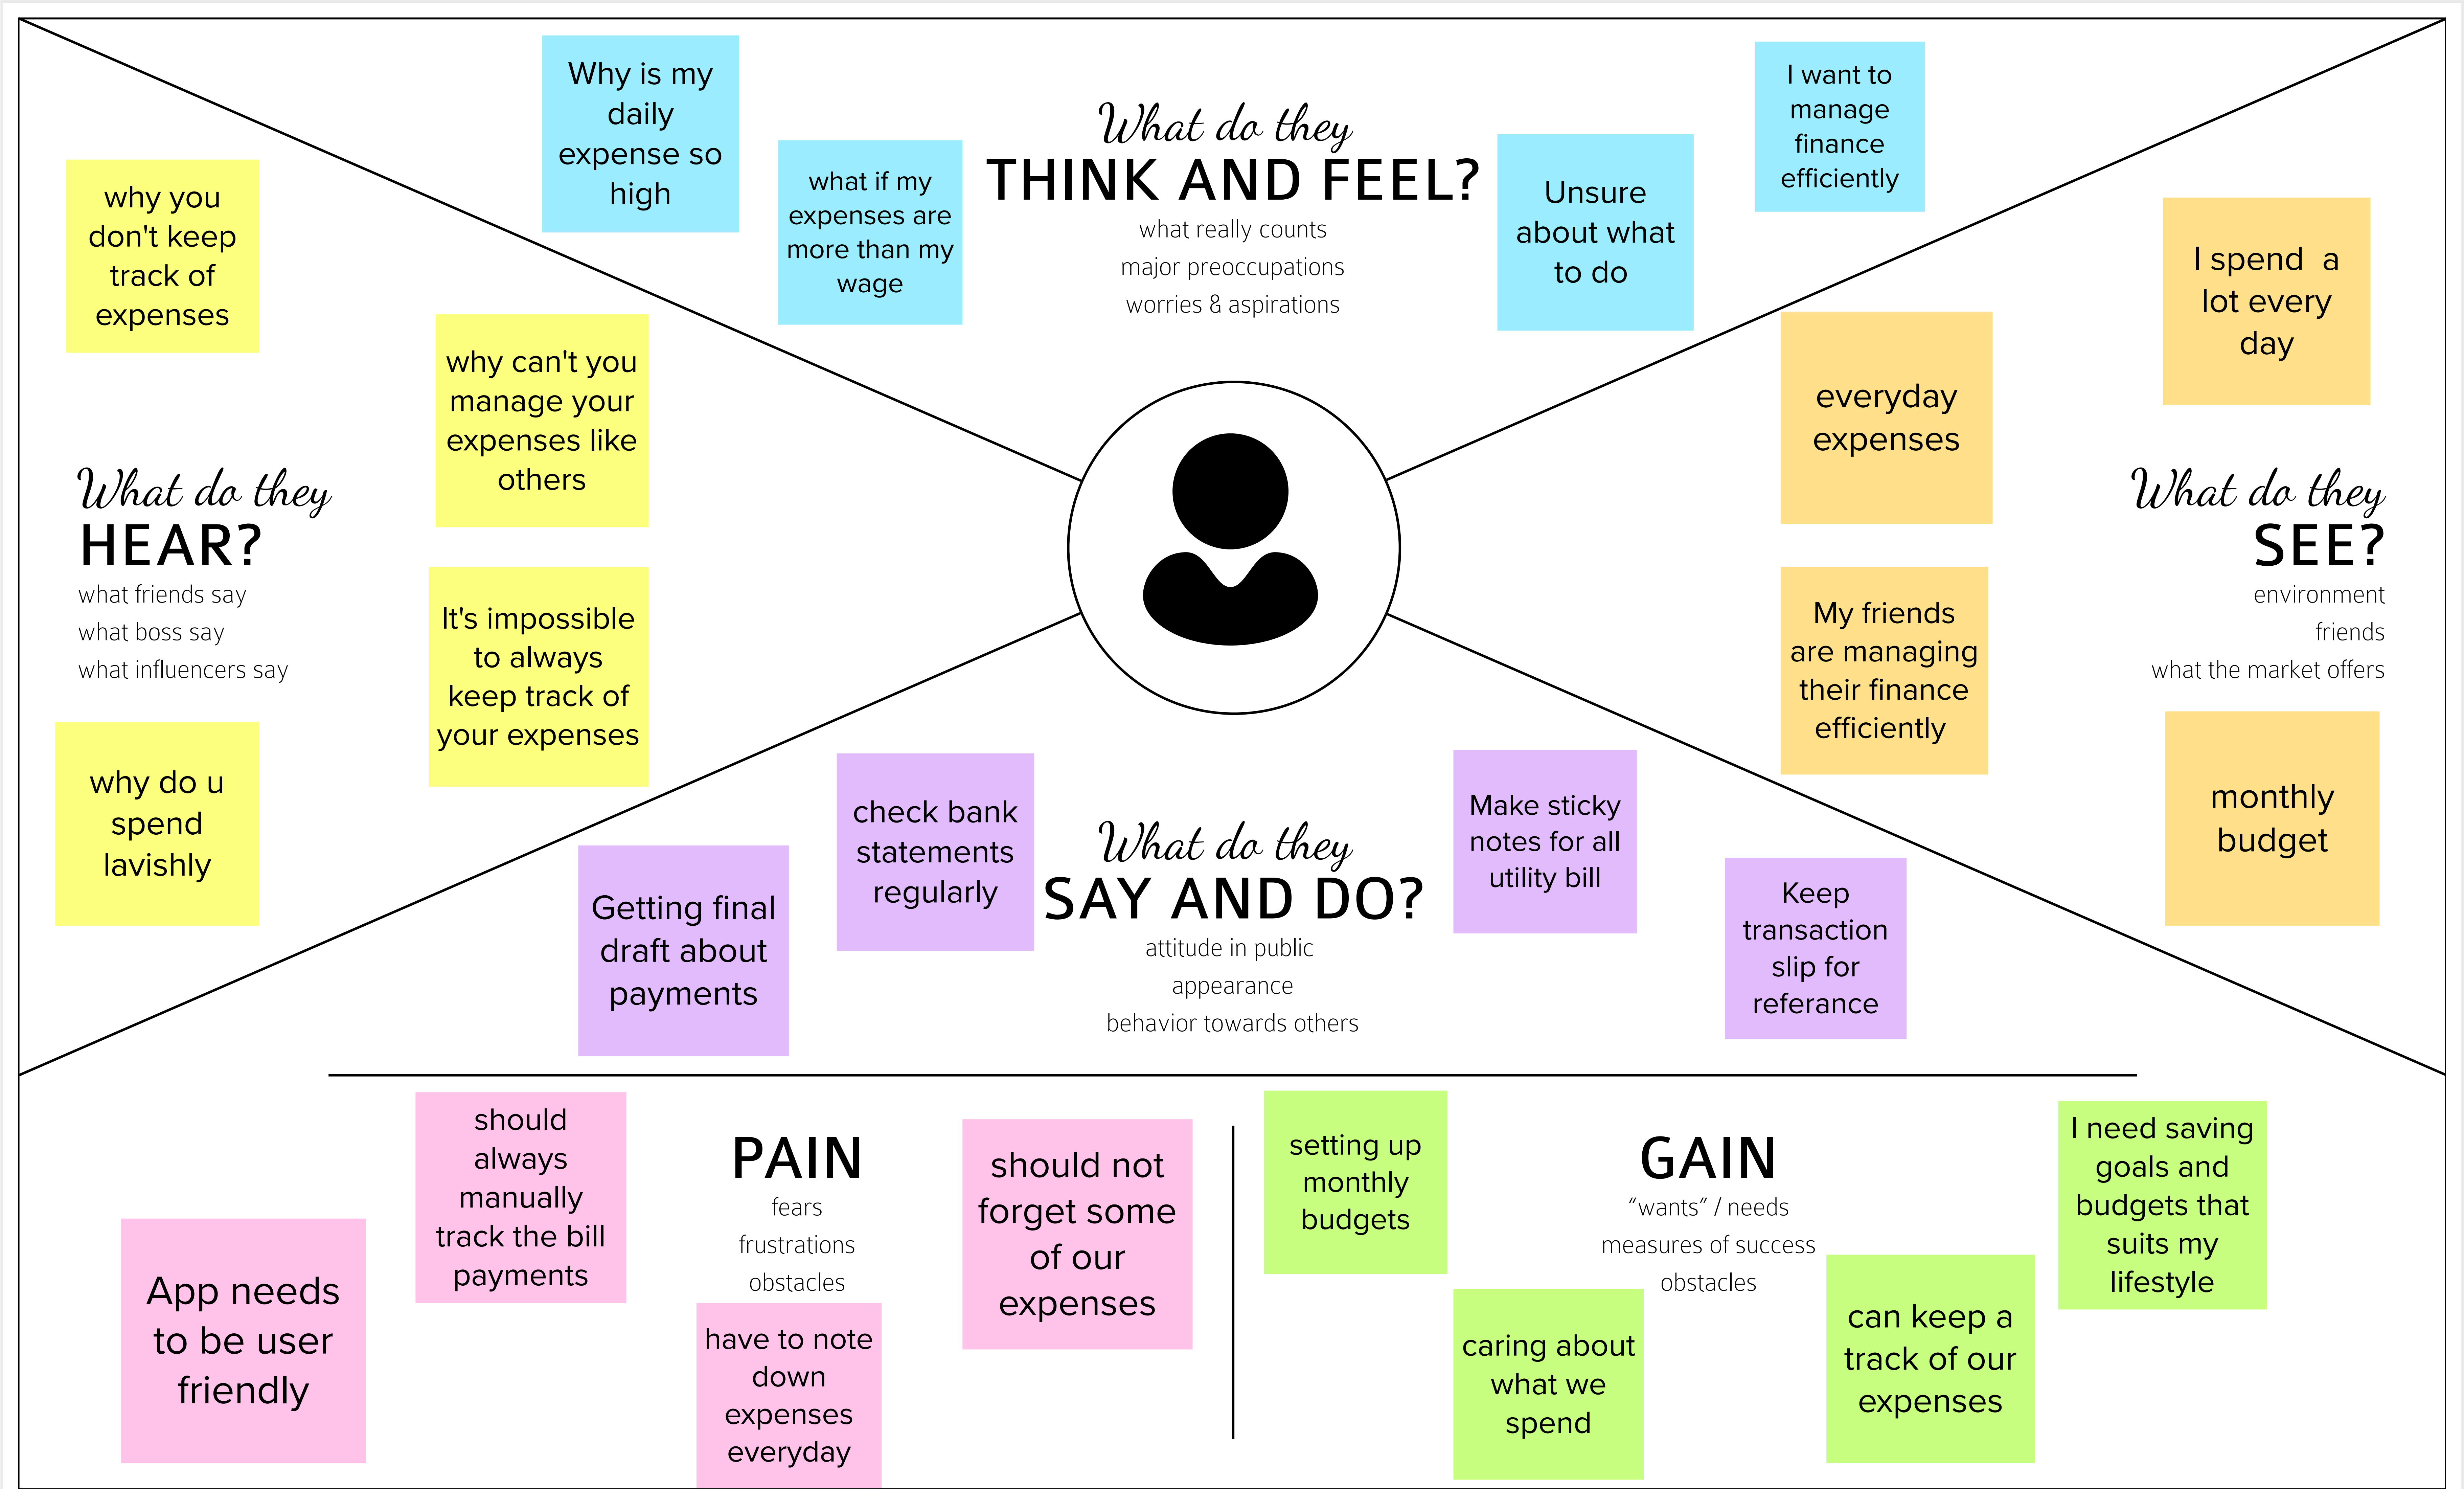 Why is my
daily
expense so
high
what if my
expenses are
more than my
wage
What do they
THINK AND FEEL?
what really counts
major preoccupations
worries & aspirations
Unsure
about what
to do
I want to
manage
finance
efficiently
why you
don't keep
track of
expenses
why can't you
manage your
expenses like
others
What do they
HEAR?
what friends say
what boss say
what influencers say
It's impossible
to always
keep track of
your expenses
why do u
spend
lavishly
I spend a
lot every
day
everyday
expenses
What do they
SEE?
environment
friends
what the market offers
My friends
are managing
their finance
efficiently
monthly
budget
Getting final
draft about
payments
check bank
statements
regularly
What do they
SAY AND DO?
attitude in public
appearance
behavior towards others
Make sticky
notes for all
utility bill
Keep
transaction
slip for
referance
App needs
to be user
friendly
should
always
manually
track the bill
payments
PAIN
fears
frustrations
obstacles
have to note
down
expenses
everyday
should not
forget some
of our
expenses
setting up
monthly
budgets
GAIN
“wants” / needs
measures of success
obstacles
caring about
what we
spend
can keep a
track of our
expenses
I need saving
goals and
budgets that
suits my
lifestyle